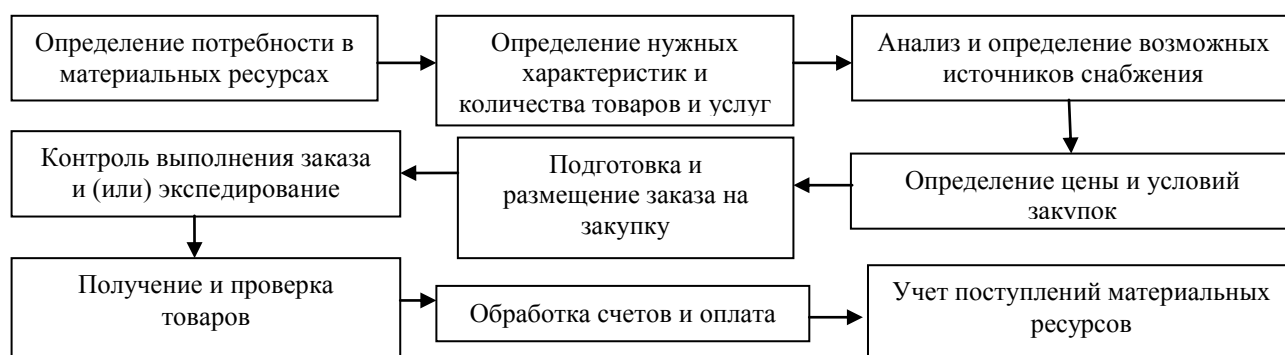 Определение потребности в
материальных ресурсах
Определение нужных
характеристик и
количества товаров и услуг
Анализ и определение возможных
источников снабжения
Определение цены и условий
закупок
Подготовка и
размещение заказа на
закупку
Контроль выполнения заказа
и (или) экспедирование
Получение и проверка
товаров
Обработка счетов и оплата
Учет поступлений материальных
ресурсов